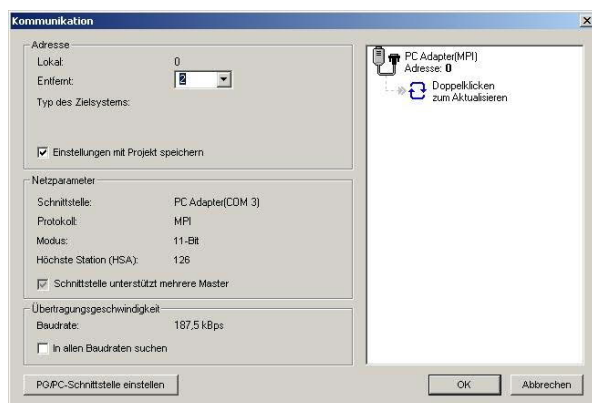 Kommunikation
Adresse
Lokal: 0
Entfernt: 2
Typ des Zielsystems:
Einstellungen mit Projekt speichern
Netzparameter
Schnittstelle: PC Adapter(COM 3)
Protokoll: MPI
Modus: 11-Bit
Höchste Station (HSA): 126
Schnittstelle unterstützt mehrere Master
Übertragungsgeschwindigkeit
Baudrate: 187,5 kBps
In allen Baudraten suchen
PG/PC-Schnittstelle einstellen
PC Adapter(MPI)
Adresse: 0
Doppelklicken
zum Aktualisieren
OK
Abbrechen